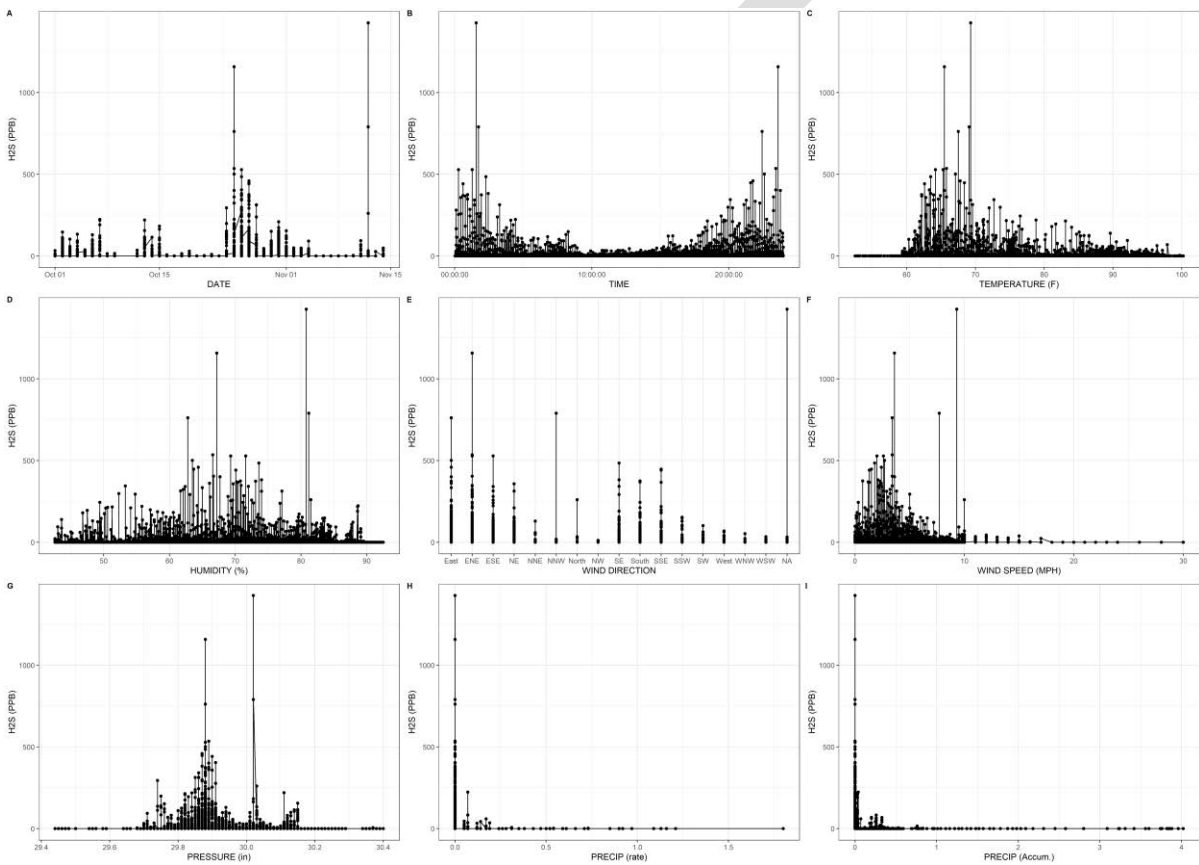 A
H2S (PPB)
1000
500
0
Oct 01
Oct 15
Nov 01
Nov 15
DATE
B
H2S (PPB)
1000
500
0
00:00:00
10:00:00
20:00:00
TIME
C
H2S (PPB)
1000
500
0
60
70
80
90
100
TEMPERATURE (F)
D
H2S (PPB)
1000
500
0
50
60
70
80
90
HUMIDITY (%)
E
H2S (PPB)
1000
500
0
East
ENE
ESE
NE
NNE
NNW
North
NW
SE
South
SSE
SSW
SW
West
WNW
WSW
NA
WIND DIRECTION
F
H2S (PPB)
1000
500
0
0
10
20
30
WIND SPEED (MPH)
G
H2S (PPB)
1000
500
0
29.4
29.6
29.8
30.0
30.2
30.4
PRESSURE (in)
H
H2S (PPB)
1000
500
0
0.0
0.5
1.0
1.5
PRECIP (rate)
I
H2S (PPB)
1000
500
0
0
1
2
3
4
PRECIP (Accum.)